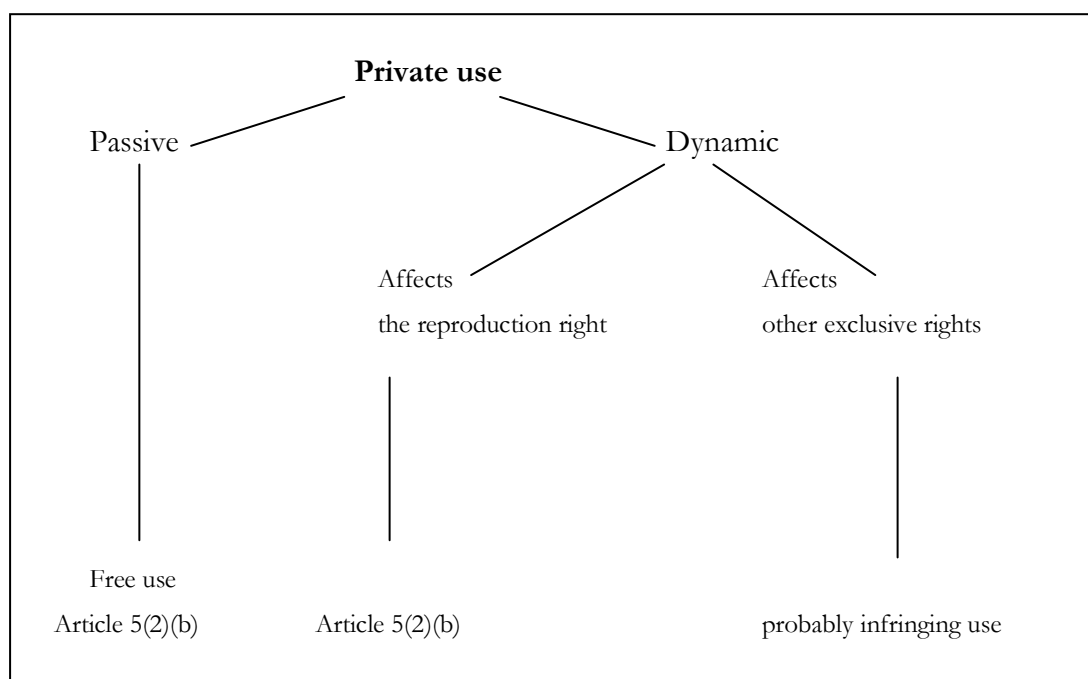 Private use
Passive
Dynamic
Affects
the reproduction right
Affects
other exclusive rights
Free use
Article 5(2)(b)
Article 5(2)(b)
probably infringing use